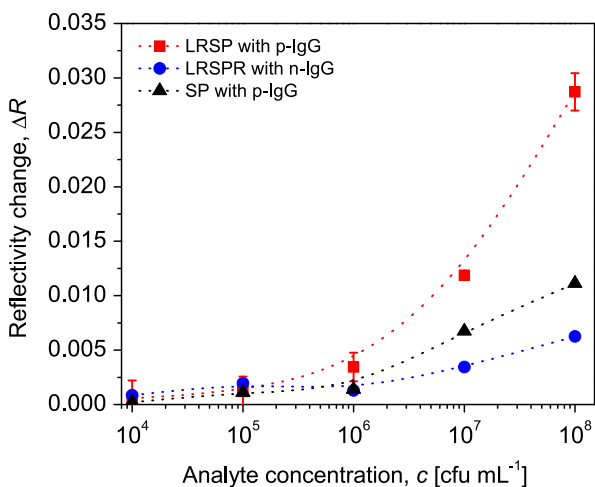 0.035
0.030
0.025
0.020
0.015
0.010
0.005
0.000
Reflectivity change, ΔR
LRSP with p-IgG
LRSPR with n-IgG
SP with p-IgG
10⁴ 10⁵ 10⁶ 10⁷ 10⁸
Analyte concentration, c [cfu mL⁻¹]